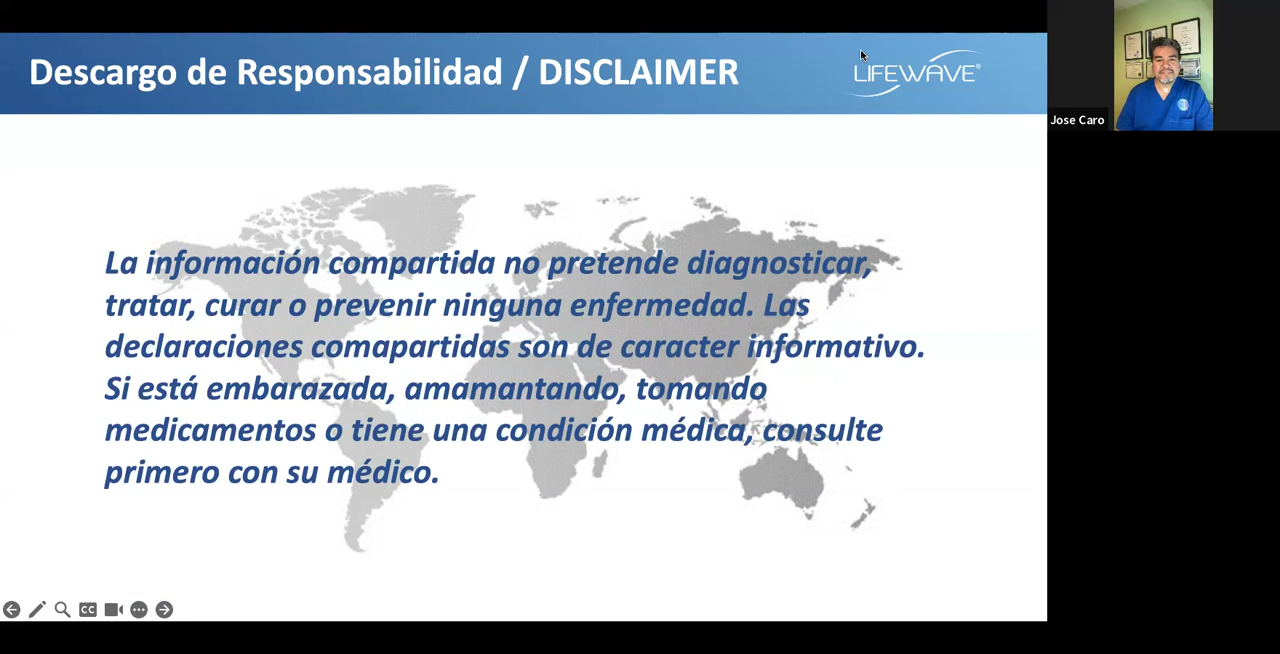 Descargo de Responsabilidad / DISCLAIMER
LIFEWAVE®
Jose Caro
La información compartida no pretende diagnosticar,
tratar, curar o prevenir ninguna enfermedad. Las
declaraciones comapartidas son de caracter informativo.
Si está embarazada, amamantando, tomando
medicamentos o tiene una condición médica, consulte
primero con su médico.
CC